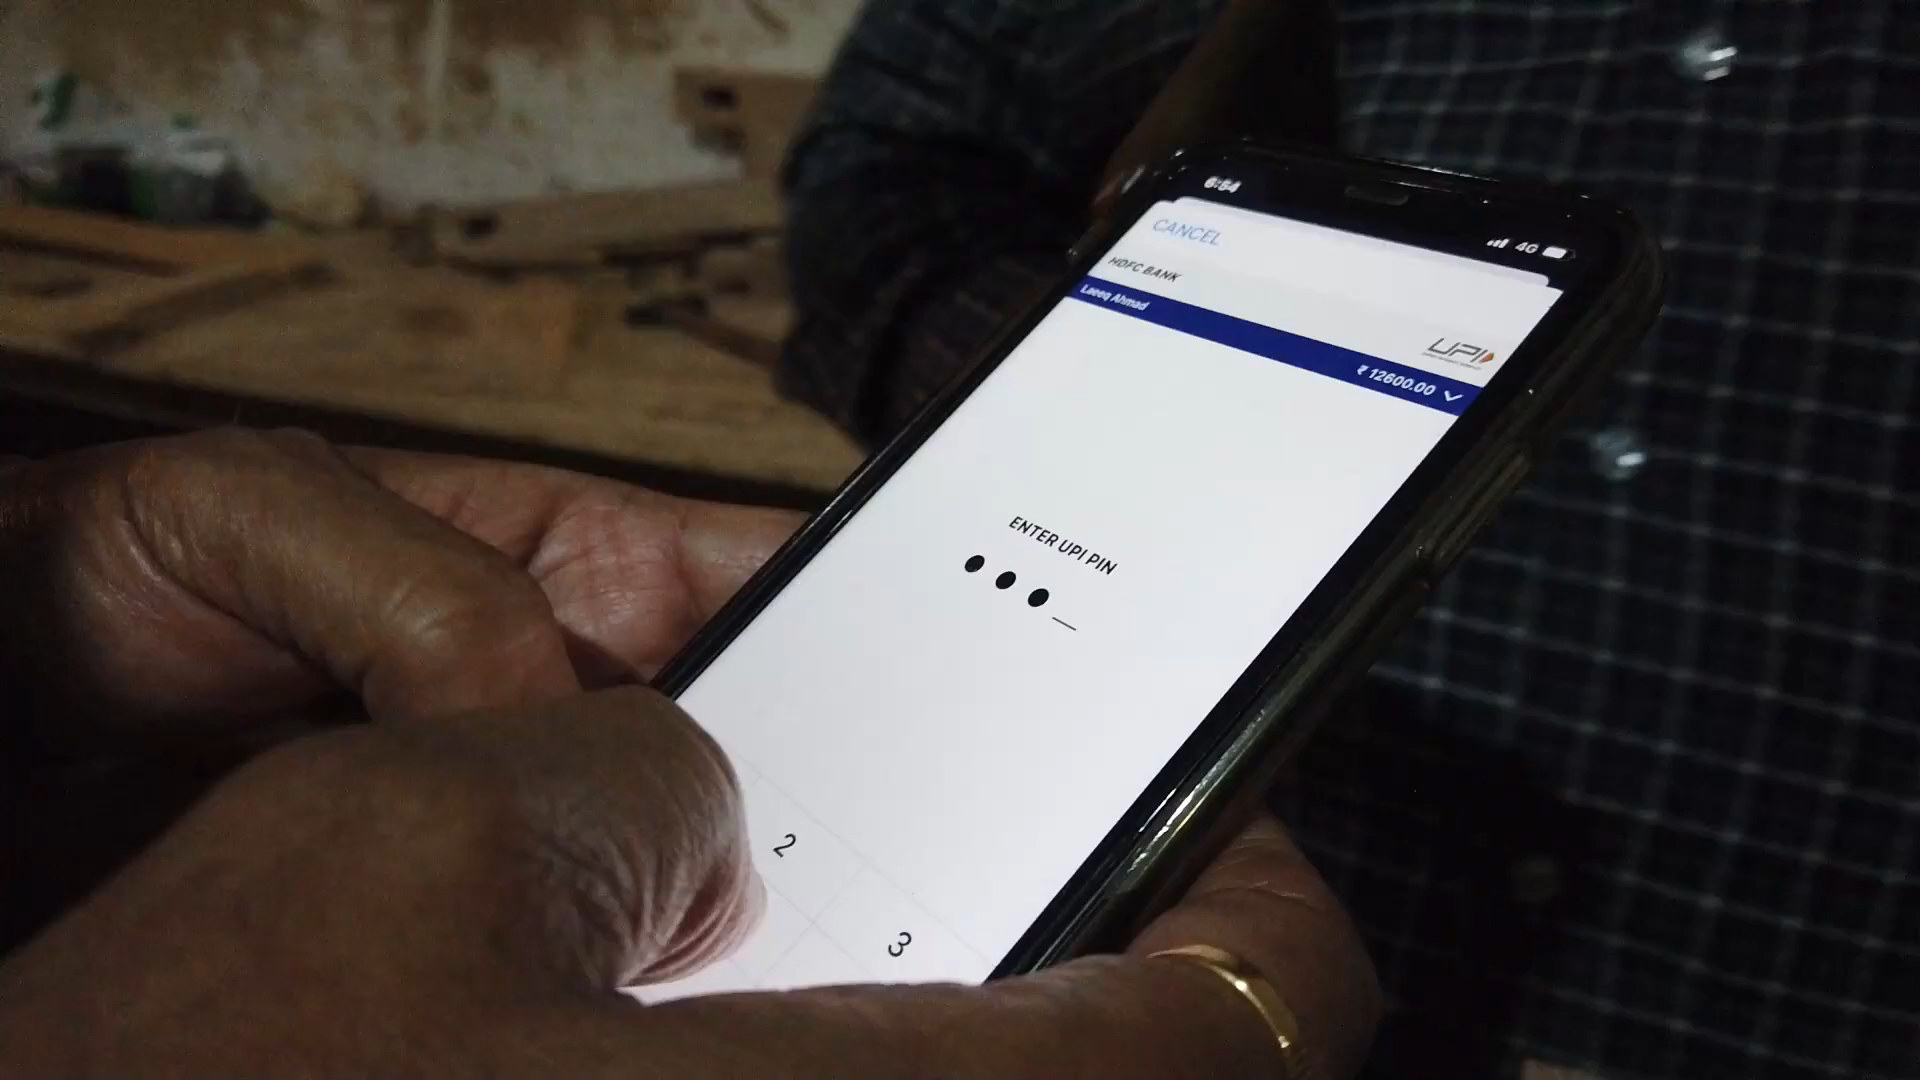 6:54
4G
CANCEL
HDFC BANK
UPI
Laeeq Ahmad
₹ 12600.00
ENTER UPI PIN
2
3